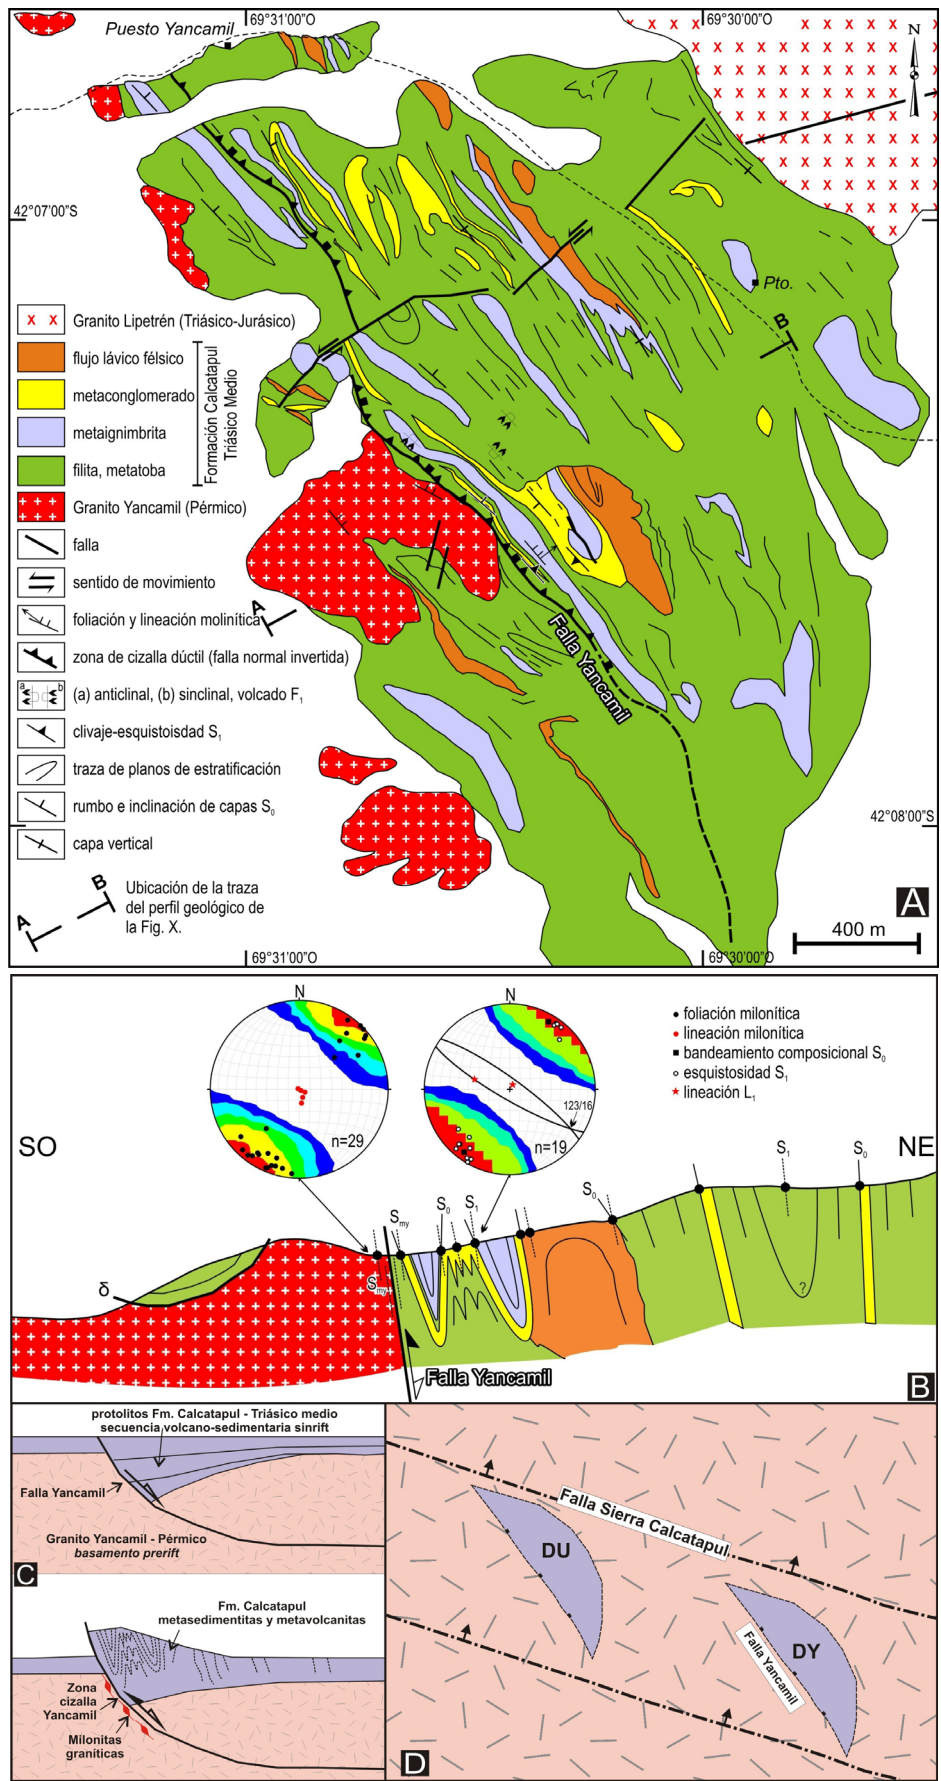 69°31'00"O
69°30'00"O
Puesto Yancamil
N
42°07'00"S
Pto.
B
Granito Lipetrén (Triásico-Jurásico)
flujo lávico félsico
metaconglomerado
metaignimbrita
filita, metatoba
Formación Calcatapul
Triásico Medio
Granito Yancamil (Pérmico)
falla
sentido de movimiento
foliación y lineación molinítica
A
zona de cizalla dúctil (falla normal invertida)
a b
(a) anticlinal, (b) sinclinal, volcado F1
clivaje-esquistoisdad S1
traza de planos de estratificación
rumbo e inclinación de capas S0
capa vertical
Falla Yancamil
42°08'00"S
A B
Ubicación de la traza
del perfil geológico de
la Fig. X.
A
400 m
69°31'00"O
69°30'00"O
N
N
foliación milonítica
lineación milonítica
bandeamiento composicional S0
esquistosidad S1
lineación L1
123/16
n=29
n=19
SO
NE
Smy
S0
S1
S0
S1
S0
Smy
δ
?
Falla Yancamil
B
protolitos Fm. Calcatapul - Triásico medio
secuencia volcano-sedimentaria sinrift
Falla Yancamil
Granito Yancamil - Pérmico
basamento prerift
C
Fm. Calcatapul
metasedimentitas y metavolcanitas
Zona
cizalla
Yancamil
Milonitas
graníticas
Falla Sierra Calcatapul
DU
DY
Falla Yancamil
D